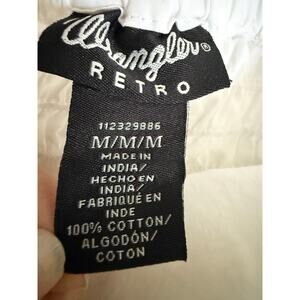 Wrangler®
RETRO
112329886
M/M/M
MADE IN
INDIA/
HECHO EN
INDIA/
FABRIQUÉ EN
INDE
100% COTTON/
ALGODÓN/
COTON